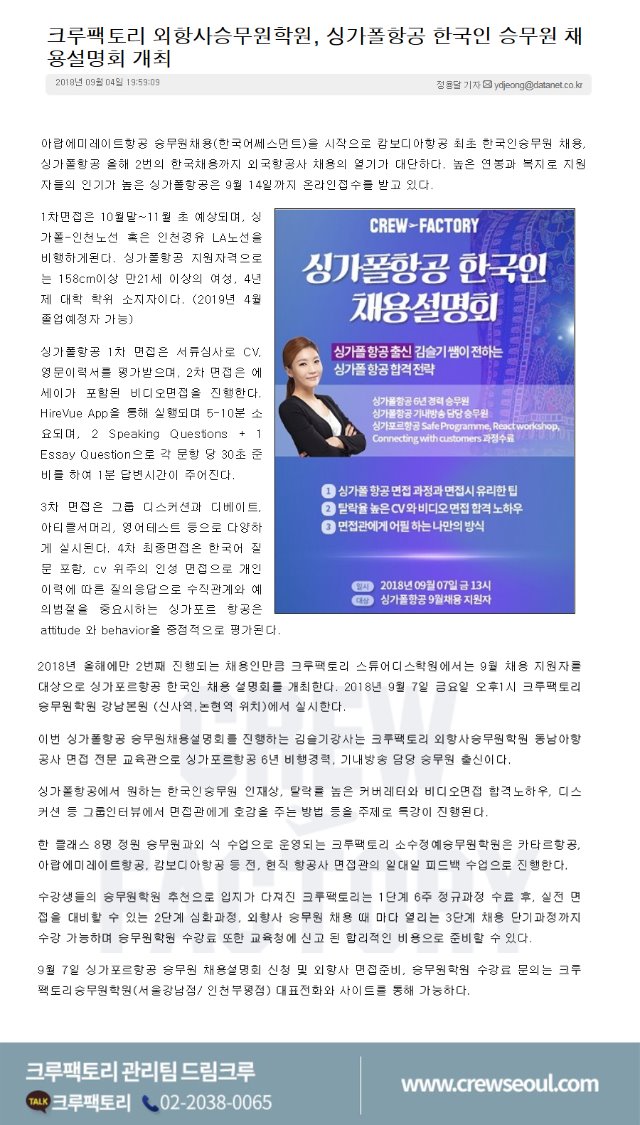 크루팩토리 외항사승무원학원, 싱가폴항공 한국인 승무원 채
용설명회 개최
2018년 09월 04일 19:59:09
정용달 기자 ydjeong@datanet.co.kr
아랍에미레이트항공 승무원채용(한국어쎄스먼트)을 시작으로 캄보디아항공 최초 한국인승무원 채용,
싱가폴항공 올해 2번의 한국채용까지 외국항공사 채용의 열기가 대단하다. 높은 연봉과 복지로 지원
자들의 인기가 높은 싱가폴항공은 9월 14일까지 온라인접수를 받고 있다.
1차면접은 10월말~11월 초 예상되며, 싱
가폴-인천노선 혹은 인천경유 LA노선을
비행하게된다. 싱가폴항공 지원자격으로
는 158cm이상 만21세 이상의 여성, 4년
제 대학 학위 소지자이다. (2019년 4월
졸업예정자 가능)
싱가폴항공 1차 면접은 서류심사로 CV,
영문이력서를 평가받으며, 2차 면접은 에
세이가 포함된 비디오면접을 진행한다.
HireVue App을 통해 실행되며 5-10분 소
요되며, 2 Speaking Questions + 1
Essay Question으로 각 문항 당 30초 준
비를 하여 1분 답변시간이 주어진다.
3차 면접은 그룹 디스커션과 디베이트,
아티클서머리, 영어테스트 등으로 다양하
게 실시된다. 4차 최종면접은 한국어 질
문 포함, cv 위주의 인성 면접으로 개인
이력에 따른 질의응답으로 수직관계와 예
의범절을 중요시하는 싱가포르 항공은
attitude 와 behavior을 중점적으로 평가된다.
CREW FACTORY
싱가폴항공 한국인
채용설명회
싱가폴 항공 출신 김슬기 쌤이 전하는
싱가폴 항공 합격 전략
싱가폴항공 6년 경력 승무원
싱가폴항공 기내방송 담당 승무원
싱가포르항공 Safe Programme, React workshop,
Connecting with customers 과정수료
1 싱가폴 항공 면접 과정과 면접시 유리한 팁
2 탈락율 높은 CV와 비디오 면접 합격 노하우
3 면접관에게 어필 하는 나만의 방식
일시 2018년 09월 07일 금 13시
대상 싱가폴항공 9월채용 지원자
2018년 올해에만 2번째 진행되는 채용인만큼 크루팩토리 스튜어디스학원에서는 9월 채용 지원자를
대상으로 싱가포르항공 한국인 채용 설명회를 개최한다. 2018년 9월 7일 금요일 오후1시 크루팩토리
승무원학원 강남본원 (신사역,논현역 위치)에서 실시한다.
이번 싱가폴항공 승무원채용설명회를 진행하는 김슬기강사는 크루팩토리 외항사승무원학원 동남아항
공사 면접 전문 교육관으로 싱가포르항공 6년 비행경력, 기내방송 담당 승무원 출신이다.
싱가폴항공에서 원하는 한국인승무원 인재상, 탈락률 높은 커버레터와 비디오면접 합격노하우, 디스
커션 등 그룹인터뷰에서 면접관에게 호감을 주는 방법 등을 주제로 특강이 진행된다.
한 클래스 8명 정원 승무원과외 식 수업으로 운영되는 크루팩토리 소수정예승무원학원은 카타르항공,
아랍에미레이트항공, 캄보디아항공 등 전, 현직 항공사 면접관의 일대일 피드백 수업으로 진행한다.
수강생들의 승무원학원 추천으로 입지가 다져진 크루팩토리는 1단계 6주 정규과정 수료 후, 실전 면
접을 대비할 수 있는 2단계 심화과정, 외항사 승무원 채용 때 마다 열리는 3단계 채용 단기과정까지
수강 가능하며 승무원학원 수강료 또한 교육청에 신고 된 합리적인 비용으로 준비할 수 있다.
9월 7일 싱가포르항공 승무원 채용설명회 신청 및 외항사 면접준비, 승무원학원 수강료 문의는 크루
팩토리승무원학원(서울강남점/ 인천부평점) 대표전화와 사이트를 통해 가능하다.
CREW
FACTORY
크루팩토리 관리팀 드림크루
TALK 크루팩토리 02-2038-0065
www.crewseoul.com